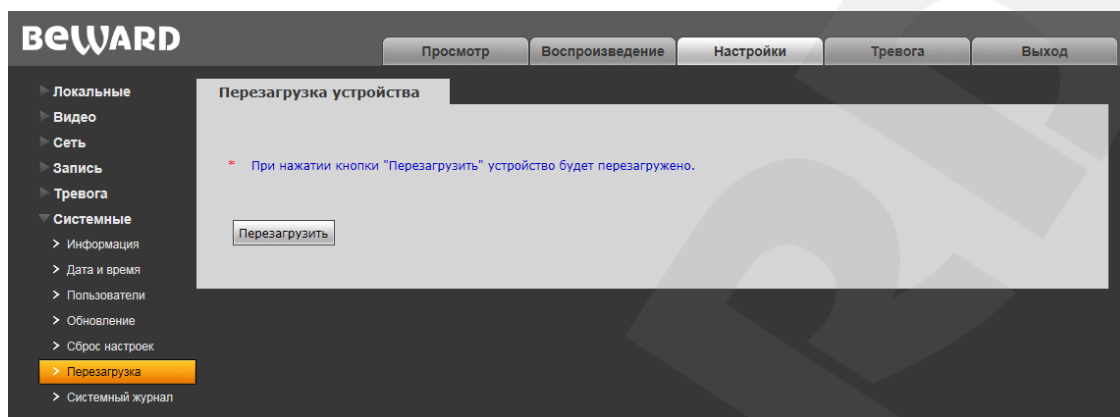 BEWARD
Просмотр
Воспроизведение
Настройки
Тревога
Выход
Локальные
Видео
Сеть
Запись
Тревога
Системные
Информация
Дата и время
Пользователи
Обновление
Сброс настроек
Перезагрузка
Системный журнал
Перезагрузка устройства
* При нажатии кнопки "Перезагрузить" устройство будет перезагружено.
Перезагрузить